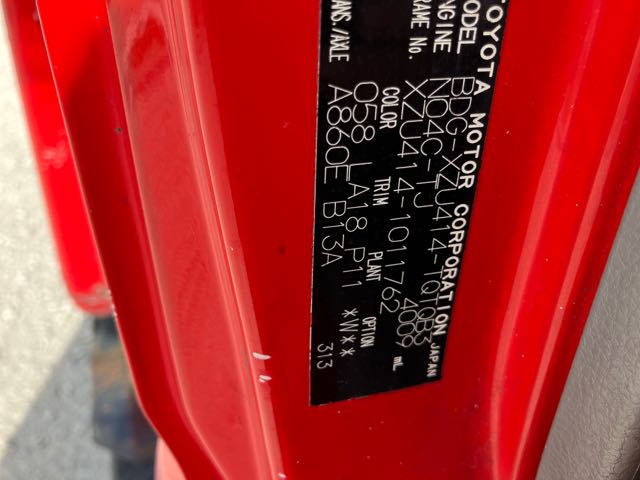 TOYOTA MOTOR CORPORATION JAPAN
MODEL BDG-XZU414-TQTQB3
ENGINE N04C-TJ 4009 mL
FRAME No. XZU414-1011762
COLOR TRIM PLANT OPTION
058 LA18 P11 *W**
TRANS./AXLE A860E B13A
313